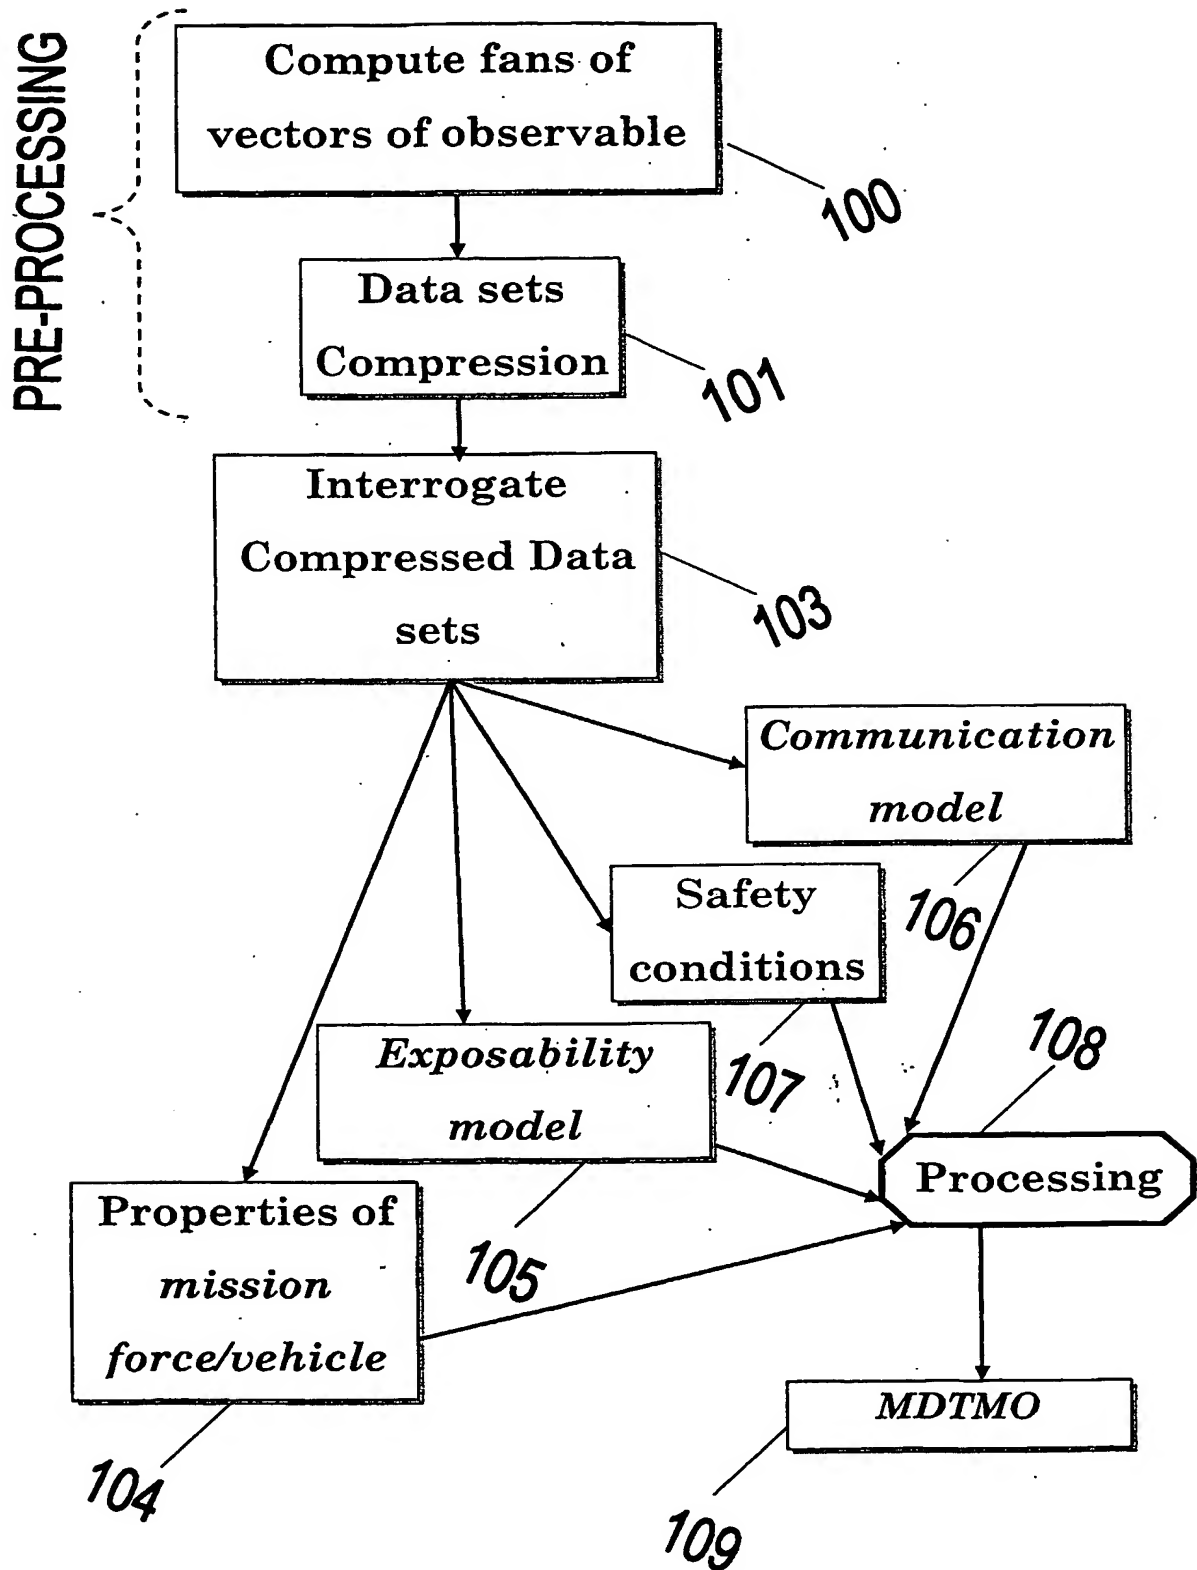 PRE-PROCESSING
Compute fans of
vectors of observable
100
Data sets
Compression
101
Interrogate
Compressed Data
sets
103
Communication
model
106
Safety
conditions
107
Exposability
model
105
108
Processing
Properties of
mission
force/vehicle
104
MDTMO
109